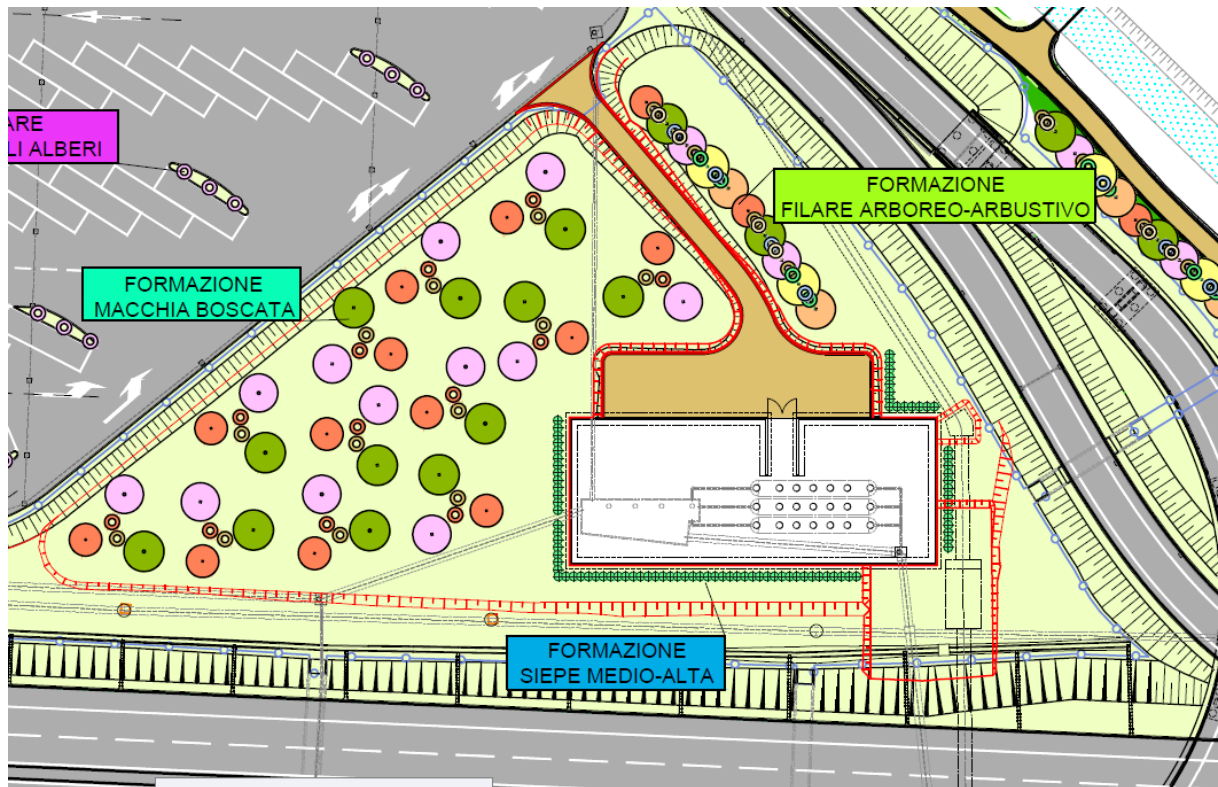 ARE
LI ALBERI
FORMAZIONE
FILARE ARBOREO-ARBUSTIVO
FORMAZIONE
MACCHIA BOSCATA
FORMAZIONE
SIEPE MEDIO-ALTA